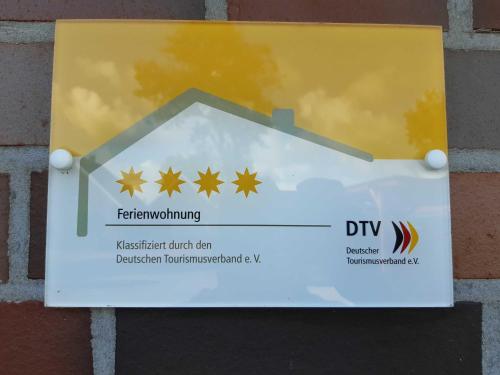 Ferienwohnung
Klassifiziert durch den
Deutschen Tourismusverband e. V.
DTV
Deutscher
Tourismusverband e.V.